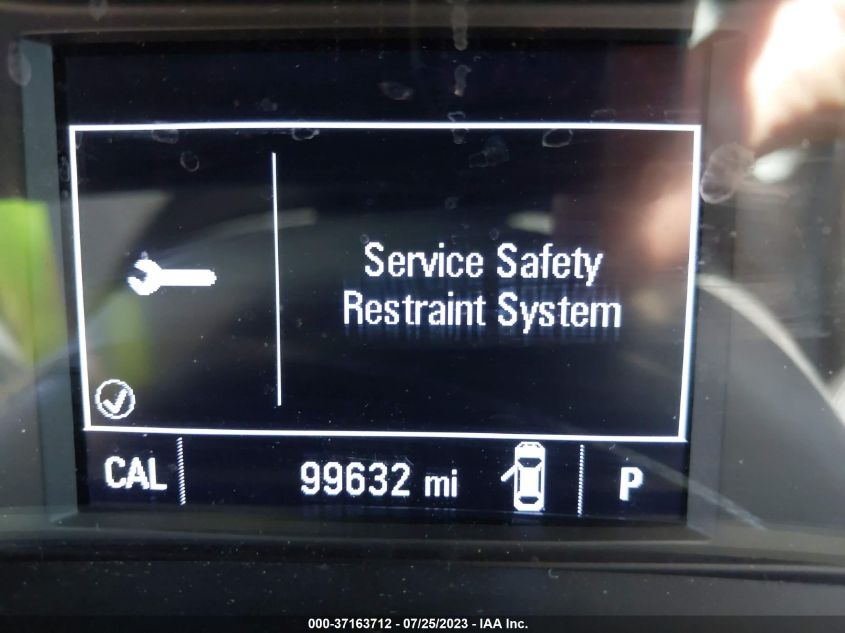 Service Safety
Restraint System
CAL 99632 mi P
000-37163712 - 07/25/2023 - IAA Inc.